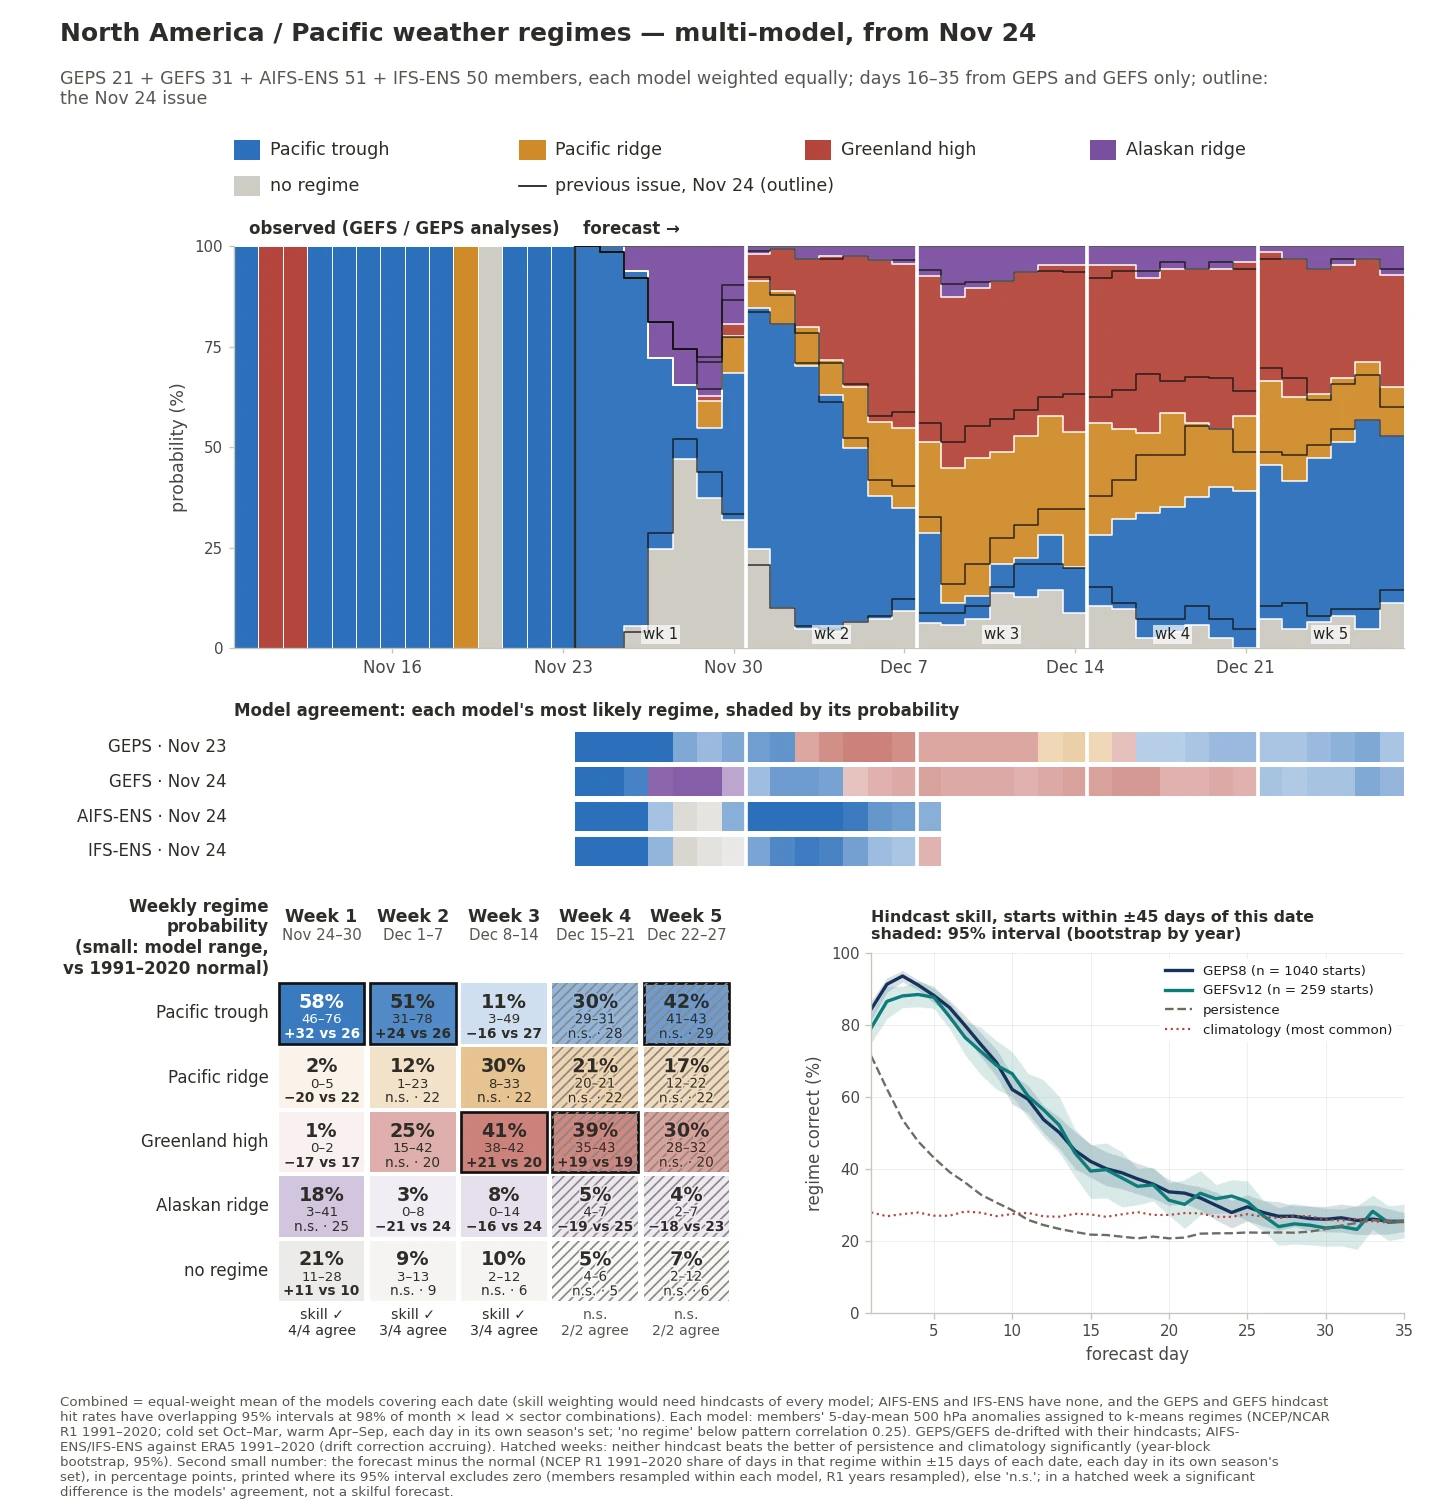 North America / Pacific weather regimes — multi-model, from Nov 24
GEPS 21 + GEFS 31 + AIFS-ENS 51 + IFS-ENS 50 members, each model weighted equally; days 16–35 from GEPS and GEFS only; outline:
the Nov 24 issue
Pacific trough
Pacific ridge
Greenland high
Alaskan ridge
no regime
previous issue, Nov 24 (outline)
observed (GEFS / GEPS analyses)
forecast →
probability (%)
100
75
50
25
0
wk 1
wk 2
wk 3
wk 4
wk 5
Nov 16
Nov 23
Nov 30
Dec 7
Dec 14
Dec 21
Model agreement: each model's most likely regime, shaded by its probability
GEPS · Nov 23
GEFS · Nov 24
AIFS-ENS · Nov 24
IFS-ENS · Nov 24
Weekly regime
probability
(small: model range,
vs 1991–2020 normal)
Week 1 Week 2 Week 3 Week 4 Week 5
Nov 24–30 Dec 1–7 Dec 8–14 Dec 15–21 Dec 22–27
Pacific trough
58% 51% 11% 30% 42%
46–76 31–78 3–49 29–31 41–43
+32 vs 26 +24 vs 26 −16 vs 27 n.s. · 28 n.s. · 29
Pacific ridge
2% 12% 30% 21% 17%
0–5 1–23 8–33 20–21 12–22
−20 vs 22 n.s. · 22 n.s. · 22 n.s. · 22 n.s. · 22
Greenland high
1% 25% 41% 39% 30%
0–2 15–42 38–42 35–43 28–32
−17 vs 17 n.s. · 20 +21 vs 20 +19 vs 19 n.s. · 20
Alaskan ridge
18% 3% 8% 5% 4%
3–41 0–8 0–14 4–7 2–7
n.s. · 25 −21 vs 24 −16 vs 24 −19 vs 25 −18 vs 23
no regime
21% 9% 10% 5% 7%
11–28 3–13 2–12 4–6 2–12
+11 vs 10 n.s. · 9 n.s. · 6 n.s. · 5 n.s. · 6
skill ✓ skill ✓ skill ✓ n.s. n.s.
4/4 agree 3/4 agree 3/4 agree 2/2 agree 2/2 agree
Hindcast skill, starts within ±45 days of this date
shaded: 95% interval (bootstrap by year)
GEPS8 (n = 1040 starts)
GEFSv12 (n = 259 starts)
persistence
climatology (most common)
regime correct (%)
100
80
60
40
20
0
5 10 15 20 25 30 35
forecast day
Combined = equal-weight mean of the models covering each date (skill weighting would need hindcasts of every model; AIFS-ENS and IFS-ENS have none, and the GEPS and GEFS hindcast
hit rates have overlapping 95% intervals at 98% of month × lead × sector combinations). Each model: members' 5-day-mean 500 hPa anomalies assigned to k-means regimes (NCEP/NCAR
R1 1991–2020; cold set Oct–Mar, warm Apr–Sep, each day in its own season's set; 'no regime' below pattern correlation 0.25). GEPS/GEFS de-drifted with their hindcasts; AIFS-
ENS/IFS-ENS against ERA5 1991–2020 (drift correction accruing). Hatched weeks: neither hindcast beats the better of persistence and climatology significantly (year-block
bootstrap, 95%). Second small number: the forecast minus the normal (NCEP R1 1991–2020 share of days in that regime within ±15 days of each date, each day in its own season's
set), in percentage points, printed where its 95% interval excludes zero (members resampled within each model, R1 years resampled), else 'n.s.'; in a hatched week a significant
difference is the models' agreement, not a skilful forecast.